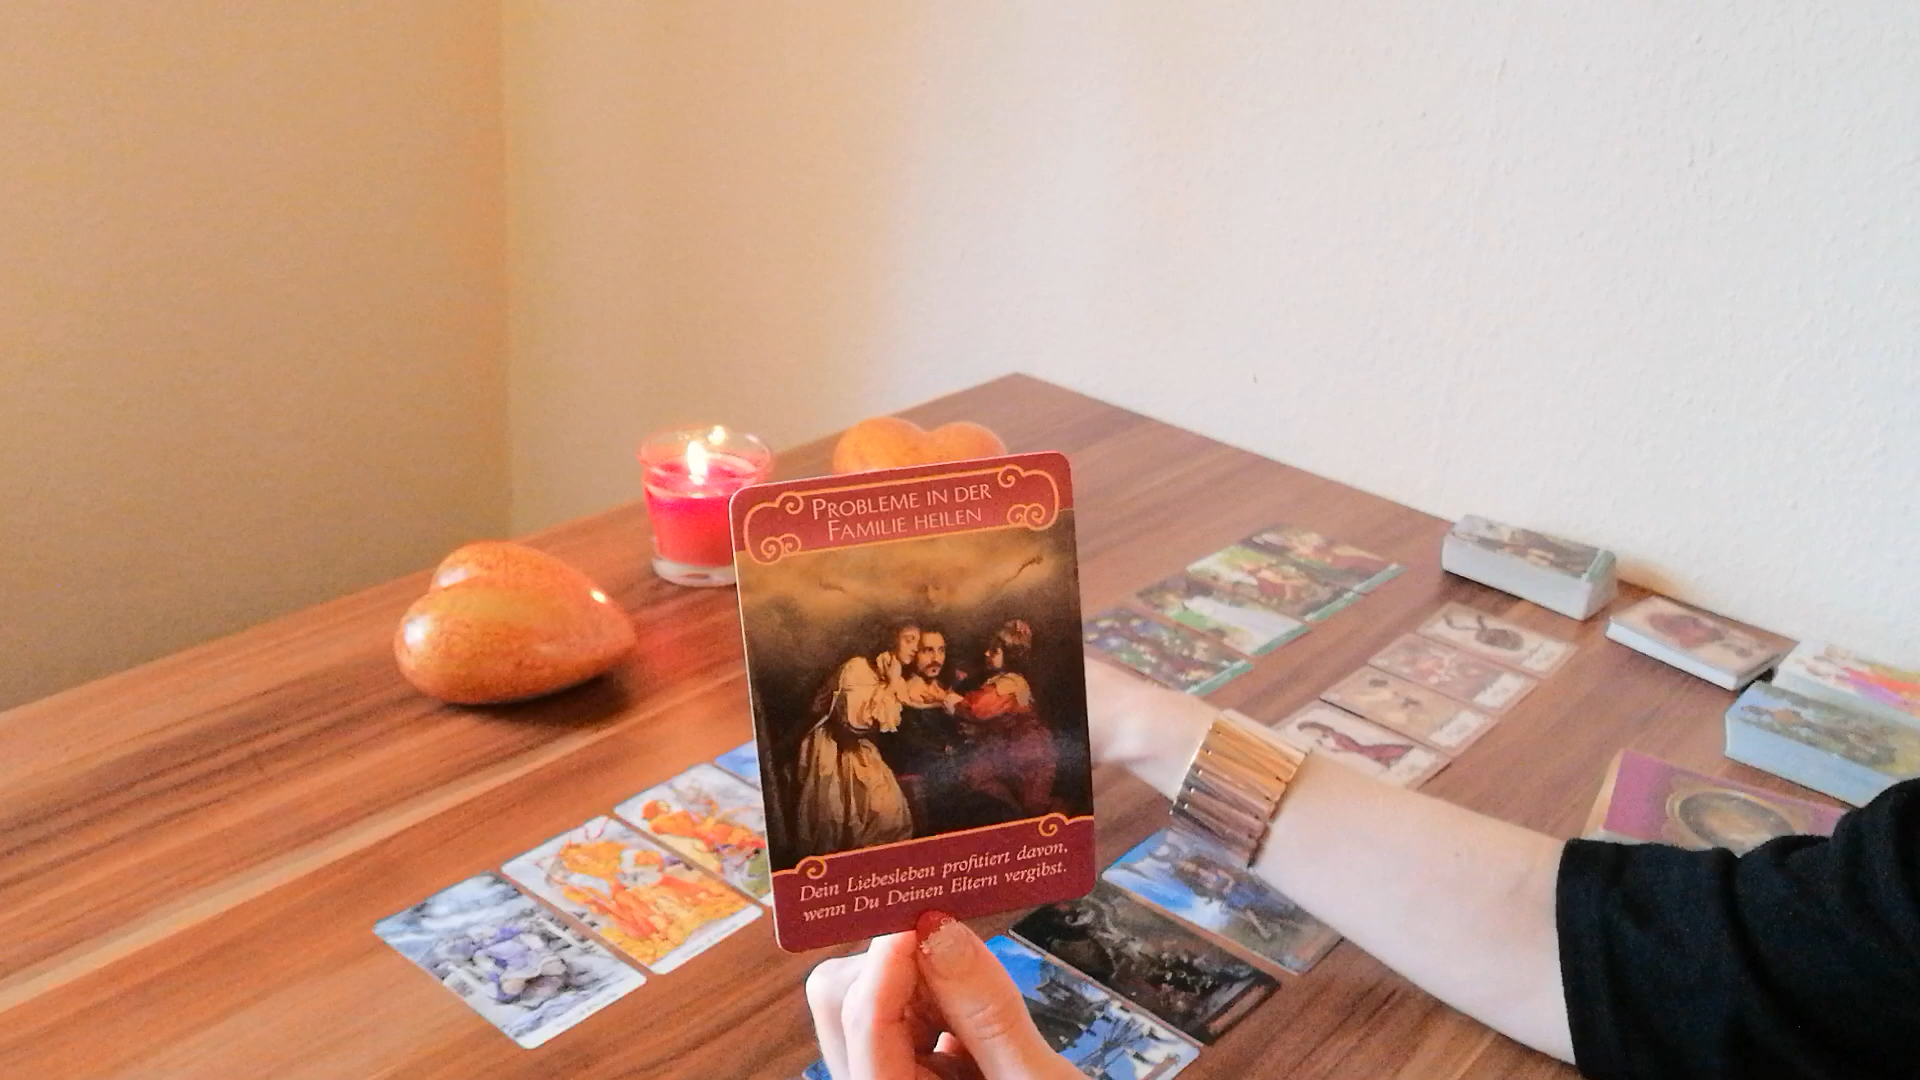 PROBLEME IN DER
FAMILIE HEILEN
Dein Liebesleben profitiert davon,
wenn Du Deinen Eltern vergibst.